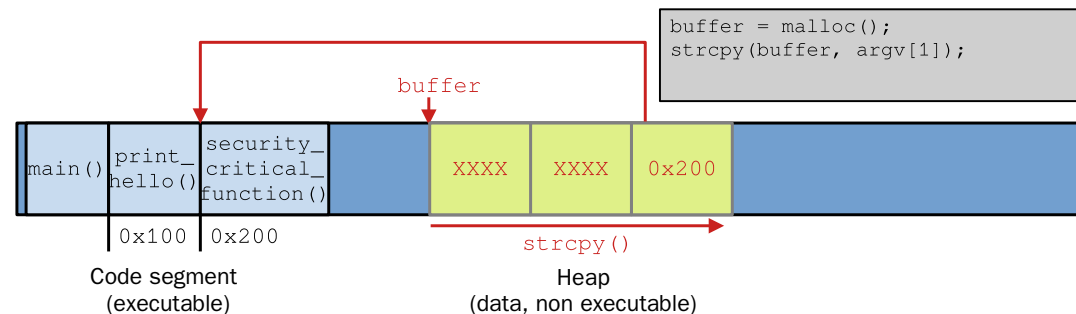 buffer = malloc();
strcpy(buffer, argv[1]);
buffer
main()
print_
hello()
security_
critical_
function()
XXXX
XXXX
0x200
0x100
0x200
strcpy()
Code segment
(executable)
Heap
(data, non executable)